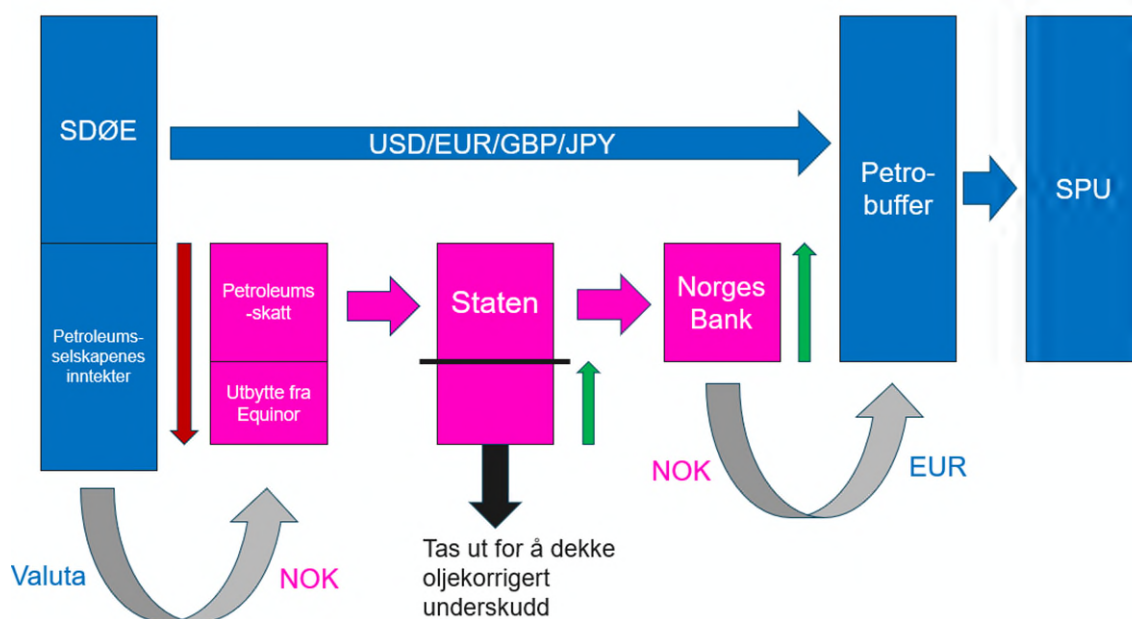 SDØE
USD/EUR/GBP/JPY
Petro-
buffer
SPU
Petroleums-
selskapenes
inntekter
Petroleums
-skatt
Utbytte fra
Equinor
Staten
Norges
Bank
Valuta
NOK
Tas ut for å dekke
oljekorrigert
underskudd
NOK
EUR